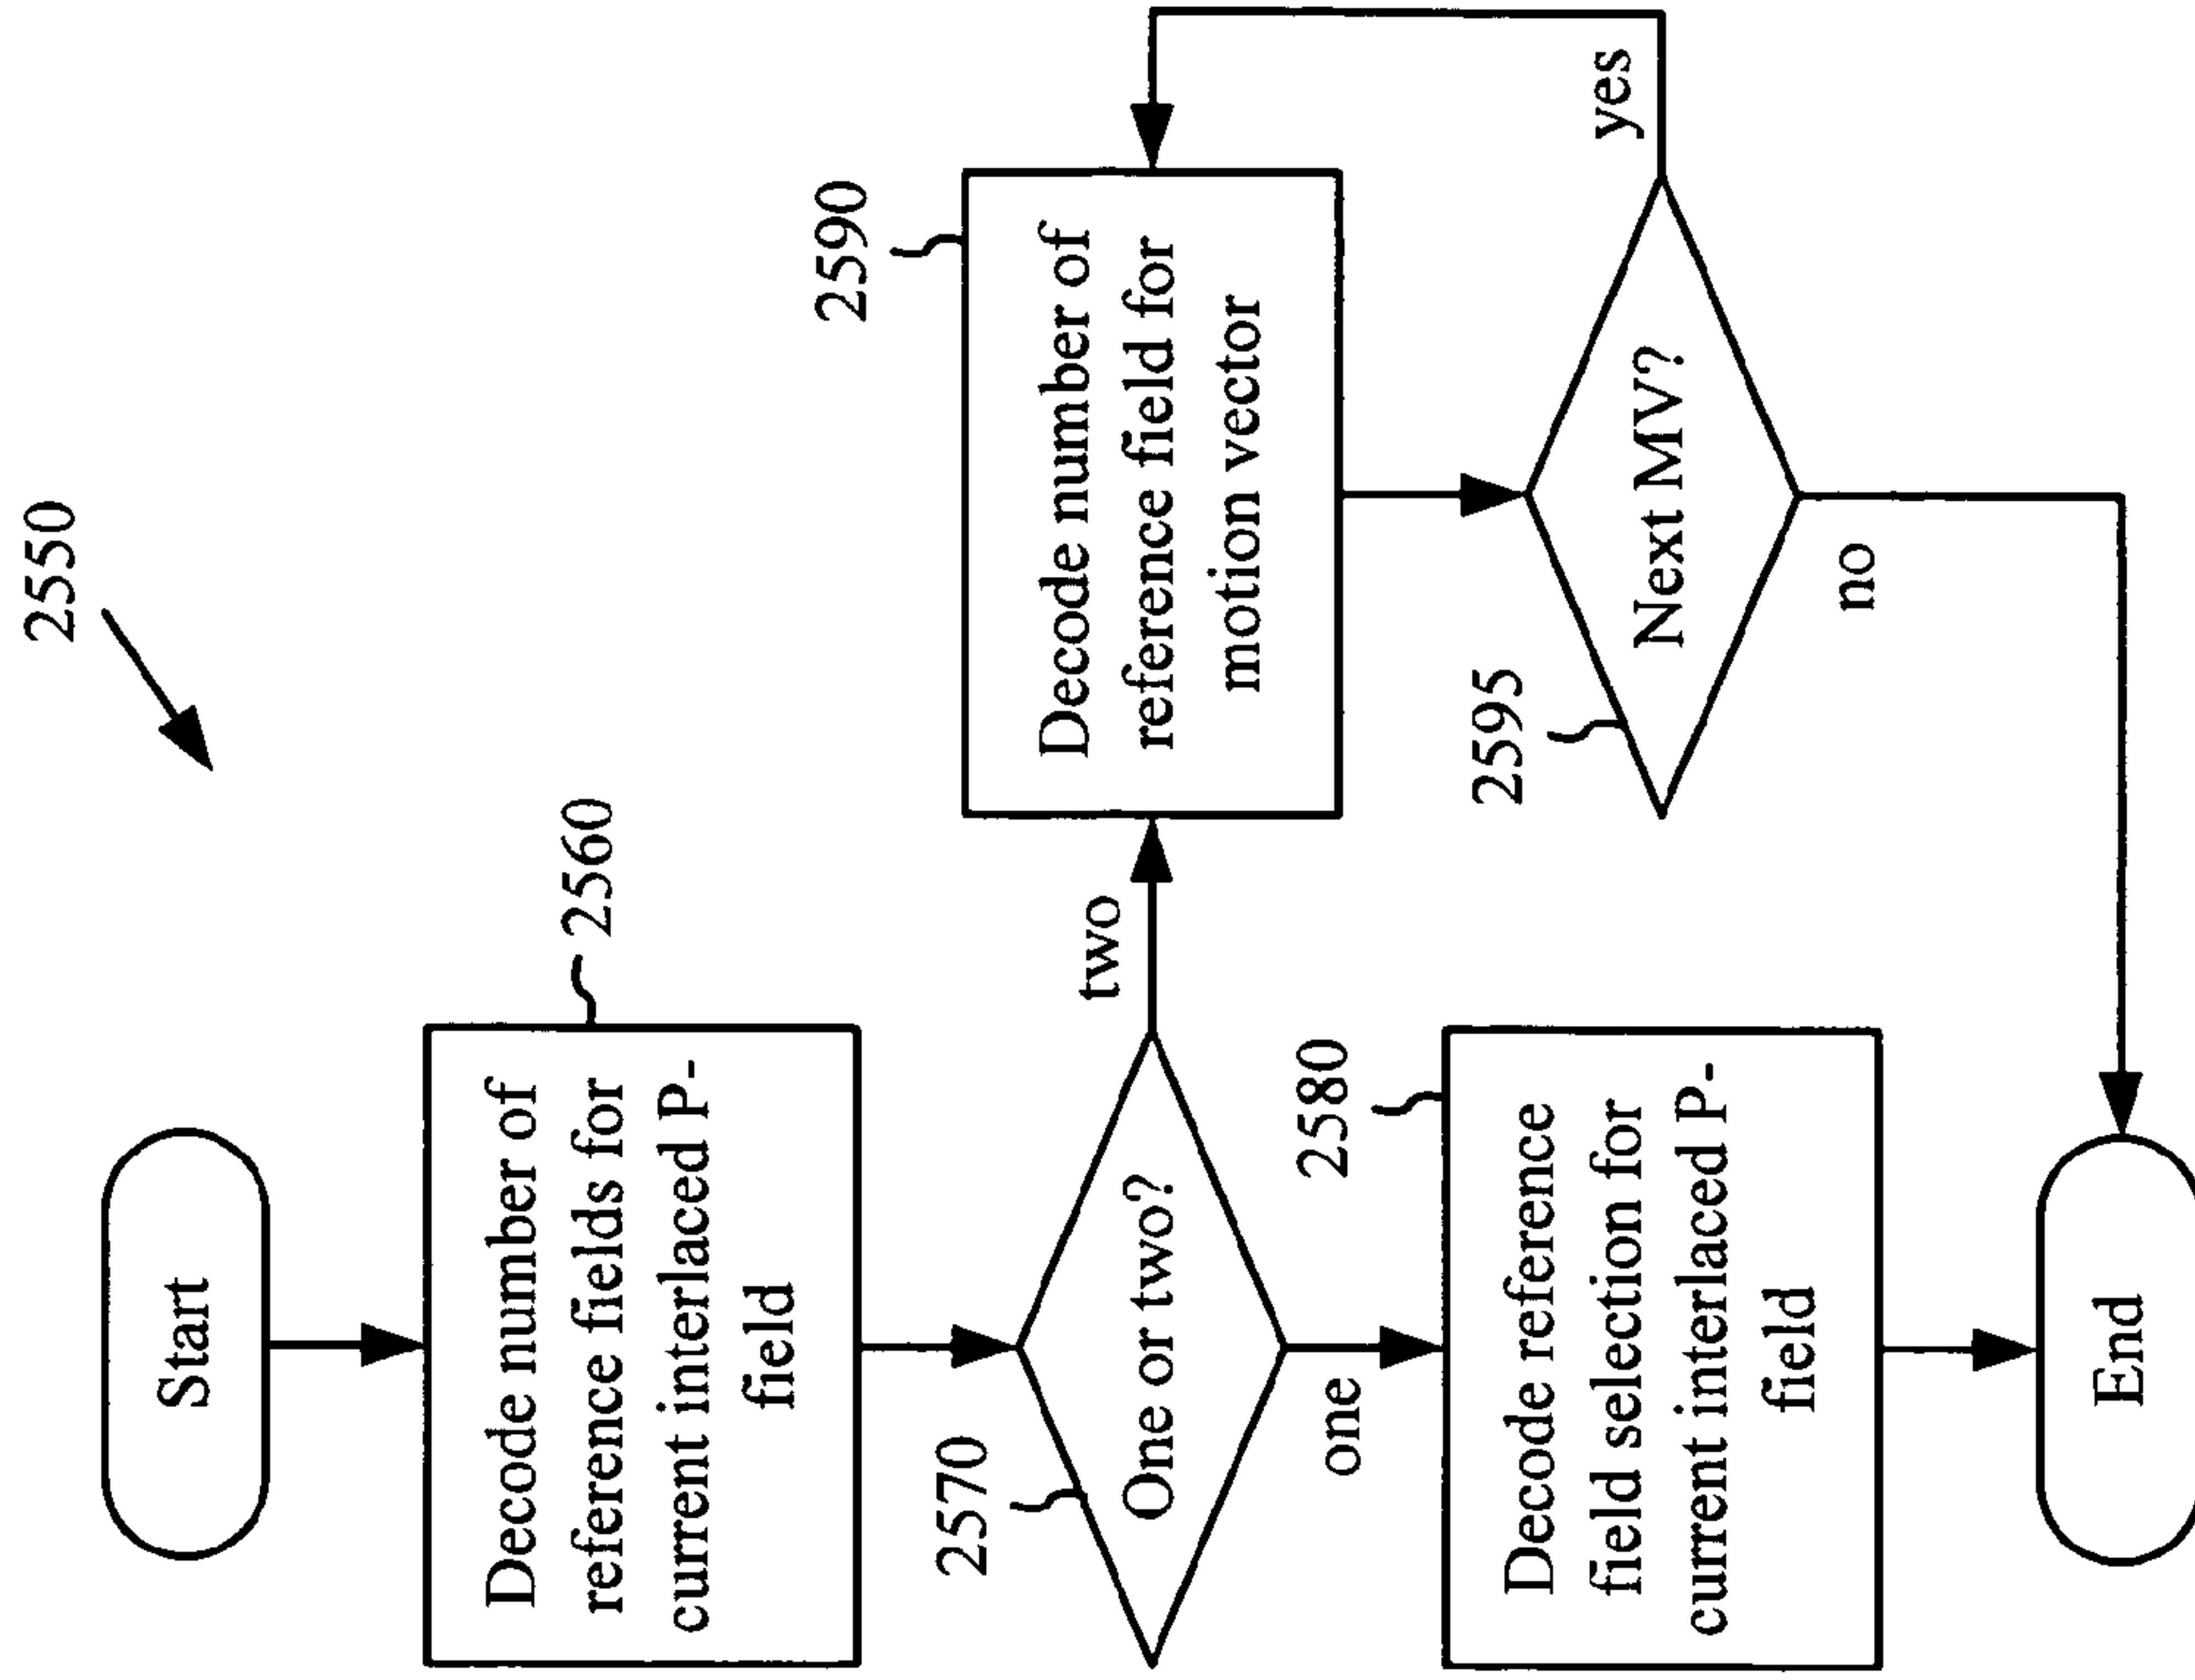 2550
Start
2560
Decode number of
reference fields for
current interlaced P-
field
2570
One or two?
two
one
2580
Decode reference
field selection for
current interlaced P-
field
2590
Decode number of
reference field for
motion vector
2595
Next MV?
yes
no
End